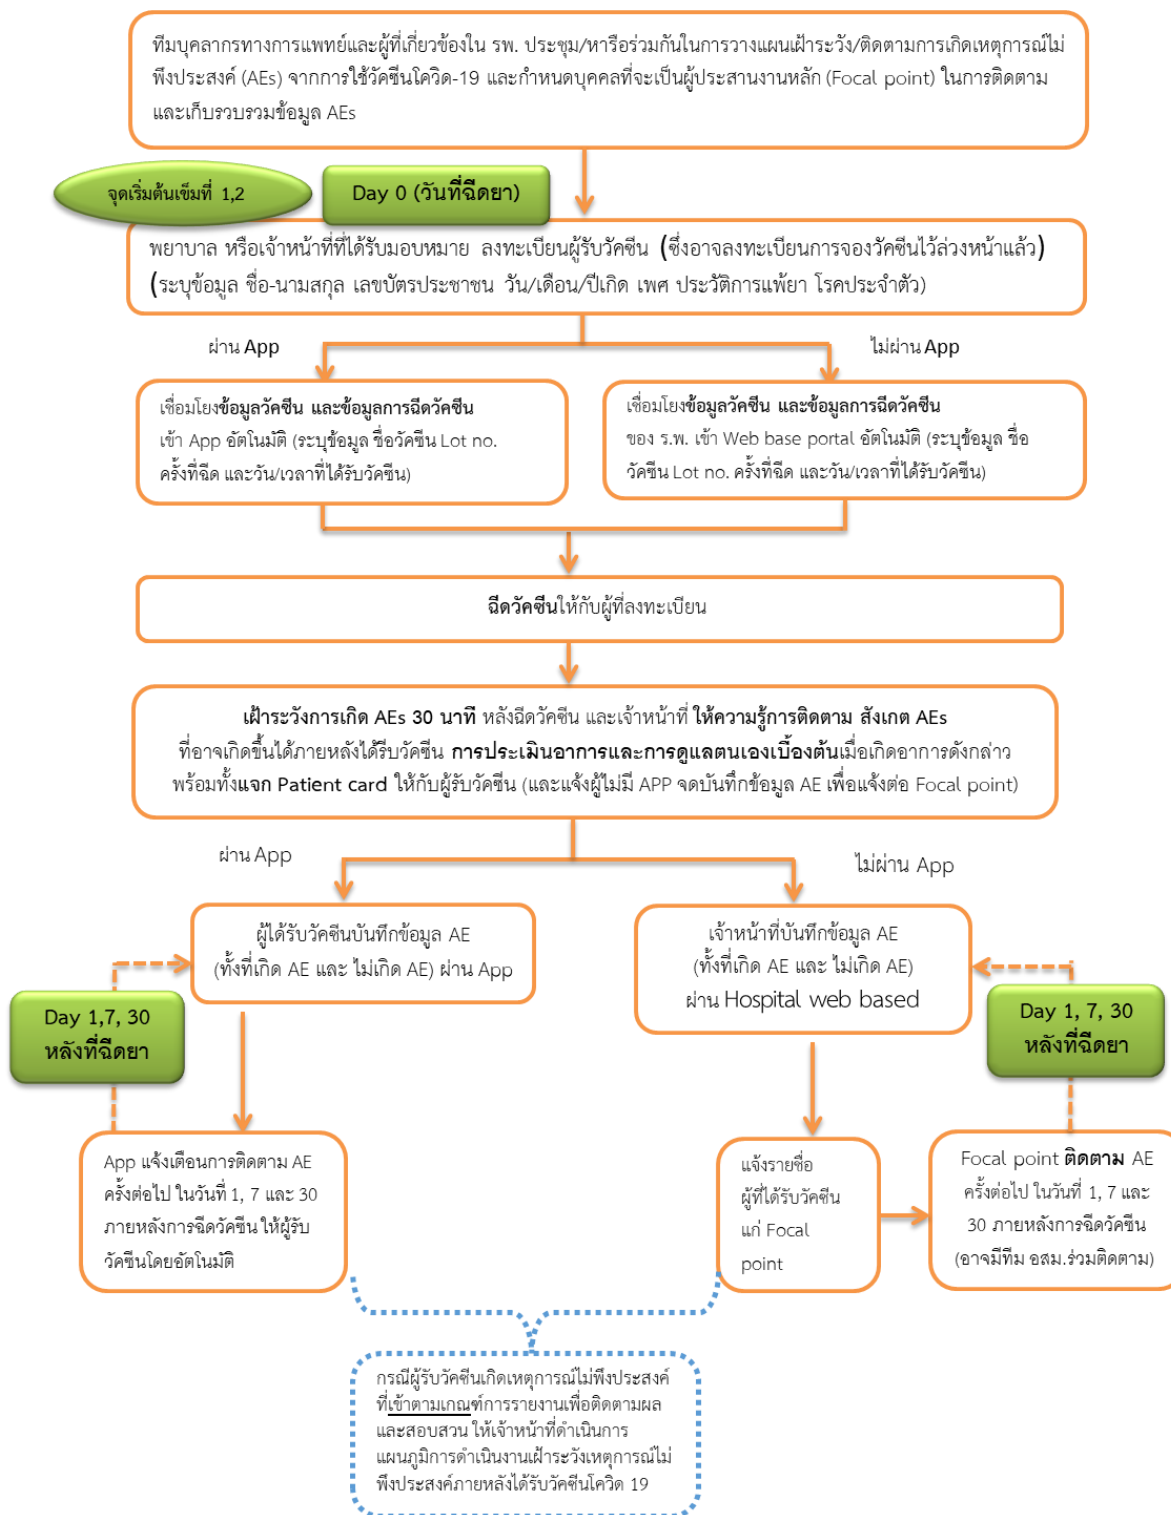 ทีมบุคลากรทางการแพทย์และผู้ที่เกี่ยวข้องใน รพ. ประชุม/หารือร่วมกันในการวางแผนเฝ้าระวัง/ติดตามการเกิดเหตุการณ์ไม่
พึงประสงค์ (AEs) จากการใช้วัคซีนโควิด-19 และกำหนดบุคคลที่จะเป็นผู้ประสานงานหลัก (Focal point) ในการติดตาม
และเก็บรวบรวมข้อมูล AEs
จุดเริ่มต้นเข็มที่ 1,2
Day 0 (วันที่ฉีดยา)
พยาบาล หรือเจ้าหน้าที่ที่ได้รับมอบหมาย ลงทะเบียนผู้รับวัคซีน (ซึ่งอาจลงทะเบียนการจองวัคซีนไว้ล่วงหน้าแล้ว)
(ระบุข้อมูล ชื่อ-นามสกุล เลขบัตรประชาชน วัน/เดือน/ปีเกิด เพศ ประวัติการแพ้ยา โรคประจำตัว)
ผ่าน App
ไม่ผ่าน App
เชื่อมโยงข้อมูลวัคซีน และข้อมูลการฉีดวัคซีน
เข้า App อัตโนมัติ (ระบุข้อมูล ชื่อวัคซีน Lot no.
ครั้งที่ฉีด และวัน/เวลาที่ได้รับวัคซีน)
เชื่อมโยงข้อมูลวัคซีน และข้อมูลการฉีดวัคซีน
ของ ร.พ. เข้า Web base portal อัตโนมัติ (ระบุข้อมูล ชื่อ
วัคซีน Lot no. ครั้งที่ฉีด และวัน/เวลาที่ได้รับวัคซีน)
ฉีดวัคซีนให้กับผู้ที่ลงทะเบียน
เฝ้าระวังการเกิด AEs 30 นาที หลังฉีดวัคซีน และเจ้าหน้าที่ ให้ความรู้การติดตาม สังเกต AEs
ที่อาจเกิดขึ้นได้ภายหลังได้รีบวัคซีน การประเมินอาการและการดูแลตนเองเบื้องต้นเมื่อเกิดอาการดังกล่าว
พร้อมทั้งแจก Patient card ให้กับผู้รับวัคซีน (และแจ้งผู้ไม่มี APP จดบันทึกข้อมูล AE เพื่อแจ้งต่อ Focal point)
ผ่าน App
ไม่ผ่าน App
ผู้ได้รับวัคซีนบันทึกข้อมูล AE
(ทั้งที่เกิด AE และ ไม่เกิด AE) ผ่าน App
เจ้าหน้าที่บันทึกข้อมูล AE
(ทั้งที่เกิด AE และ ไม่เกิด AE)
ผ่าน Hospital web based
Day 1,7, 30
หลังที่ฉีดยา
Day 1, 7, 30
หลังที่ฉีดยา
App แจ้งเตือนการติดตาม AE
ครั้งต่อไป ในวันที่ 1, 7 และ 30
ภายหลังการฉีดวัคซีน ให้ผู้รับ
วัคซีนโดยอัตโนมัติ
แจ้งรายชื่อ
ผู้ที่ได้รับวัคซีน
แก่ Focal
point
Focal point ติดตาม AE
ครั้งต่อไป ในวันที่ 1, 7 และ
30 ภายหลังการฉีดวัคซีน
(อาจมีทีม อสม.ร่วมติดตาม)
กรณีผู้รับวัคซีนเกิดเหตุการณ์ไม่พึงประสงค์
ที่เข้าตามเกณฑ์การรายงานเพื่อติดตามผล
และสอบสวน ให้เจ้าหน้าที่ดำเนินการ
แผนภูมิการดำเนินงานเฝ้าระวังเหตุการณ์ไม่
พึงประสงค์ภายหลังได้รับวัคซีนโควิด 19